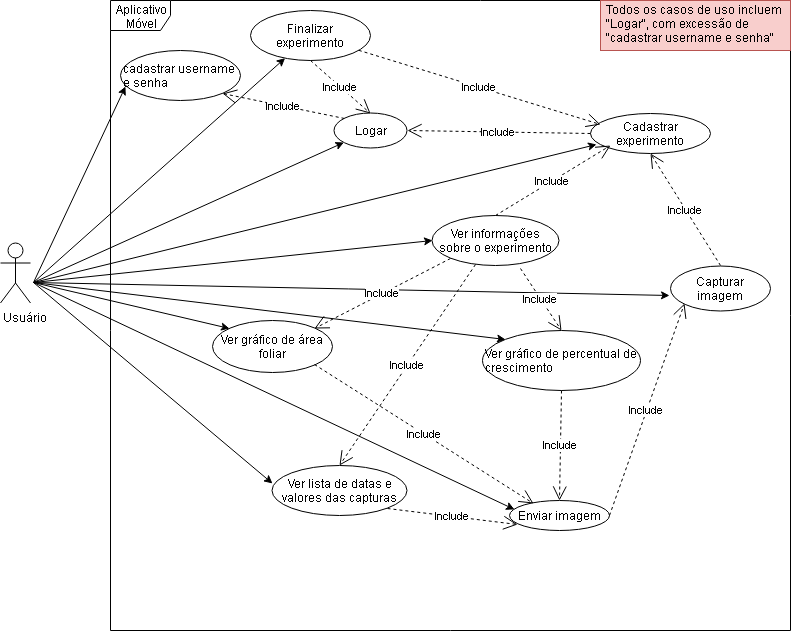 Aplicativo
Móvel
Todos os casos de uso incluem
"Logar", com excessão de
"cadastrar username e senha"
Finalizar
experimento
cadastrar username
e senha
Include
Include
Include
Logar
Include
Cadastrar
experimento
Include
Include
Ver informações
sobre o experimento
Capturar
imagem
Usuário
Include
Include
Ver gráfico de área
foliar
Ver gráfico de percentual de
crescimento
Include
Include
Include
Include
Ver lista de datas e
valores das capturas
Include
Enviar imagem